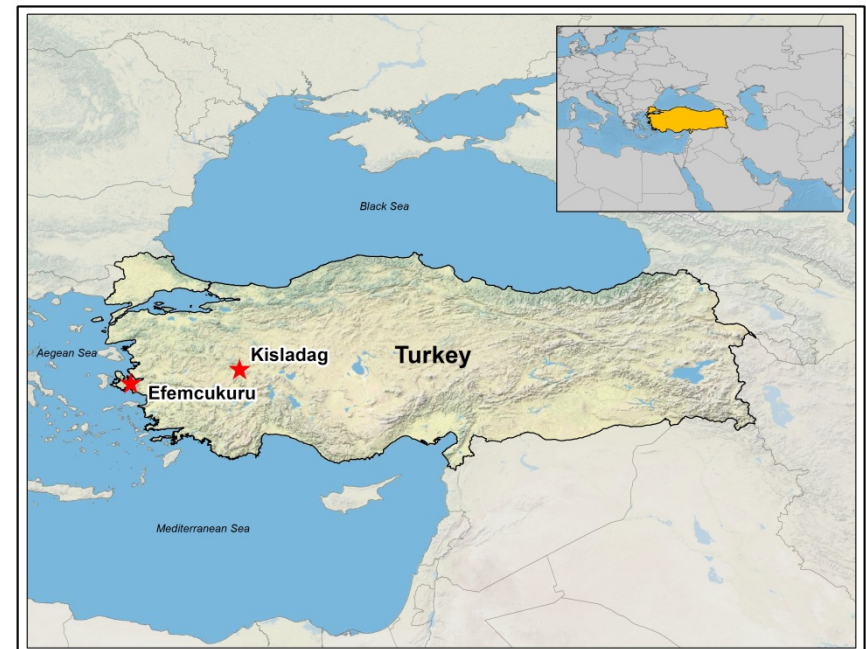 Black Sea
Aegean Sea
Kisladag
Turkey
Efemcukuru
Mediterranean Sea